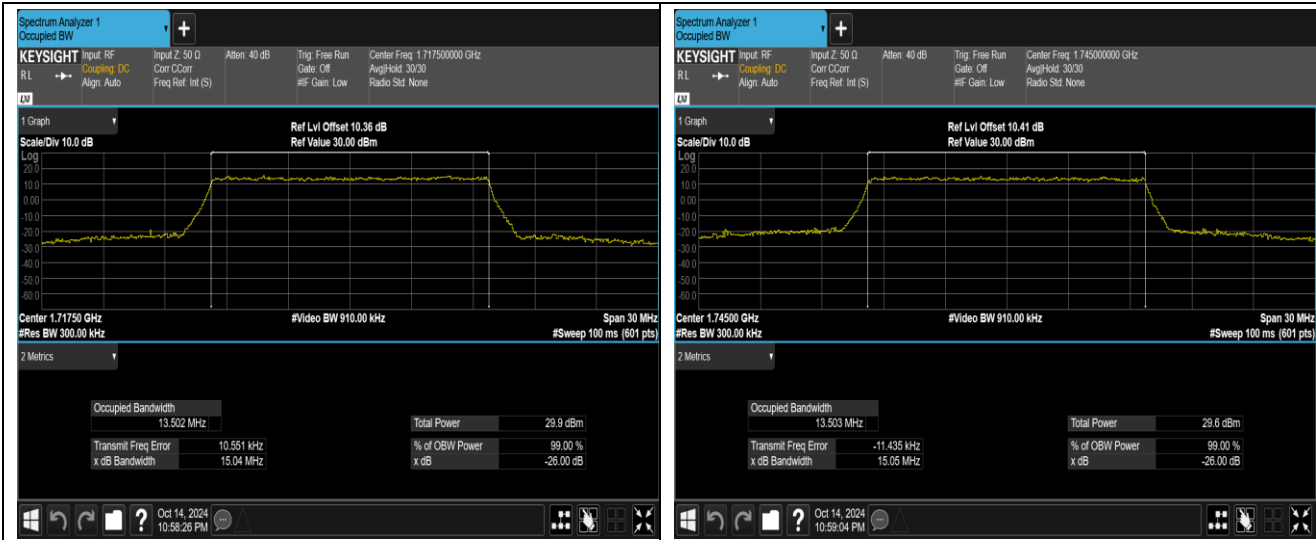 Spectrum Analyzer 1
Occupied BW
+
KEYSIGHT Input: RF Input Z: 50 Ω Atten: 40 dB Trig: Free Run Center Freq: 1.717500000 GHz
RL Coupling: DC Corr CCorr Gate: Off Avg|Hold: 30/30
Align: Auto Freq Ref: Int (S) #IF Gain: Low Radio Std: None
LXI
1 Graph
Ref Lvl Offset 10.36 dB
Scale/Div 10.0 dB Ref Value 30.00 dBm
Log
20.0
10.0
0.00
-10.0
-20.0
-30.0
-40.0
-50.0
-60.0
Center 1.71750 GHz #Video BW 910.00 kHz Span 30 MHz
#Res BW 300.00 kHz #Sweep 100 ms (601 pts)
2 Metrics
Occupied Bandwidth
13.502 MHz Total Power 29.9 dBm
Transmit Freq Error 10.551 kHz % of OBW Power 99.00 %
x dB Bandwidth 15.04 MHz x dB -26.00 dB
?
Oct 14, 2024
10:58:26 PM
Spectrum Analyzer 1
Occupied BW
+
KEYSIGHT Input: RF Input Z: 50 Ω Atten: 40 dB Trig: Free Run Center Freq: 1.745000000 GHz
RL Coupling: DC Corr CCorr Gate: Off Avg|Hold: 30/30
Align: Auto Freq Ref: Int (S) #IF Gain: Low Radio Std: None
LXI
1 Graph
Ref Lvl Offset 10.41 dB
Scale/Div 10.0 dB Ref Value 30.00 dBm
Log
20.0
10.0
0.00
-10.0
-20.0
-30.0
-40.0
-50.0
-60.0
Center 1.74500 GHz #Video BW 910.00 kHz Span 30 MHz
#Res BW 300.00 kHz #Sweep 100 ms (601 pts)
2 Metrics
Occupied Bandwidth
13.503 MHz Total Power 29.6 dBm
Transmit Freq Error -11.435 kHz % of OBW Power 99.00 %
x dB Bandwidth 15.05 MHz x dB -26.00 dB
?
Oct 14, 2024
10:59:04 PM